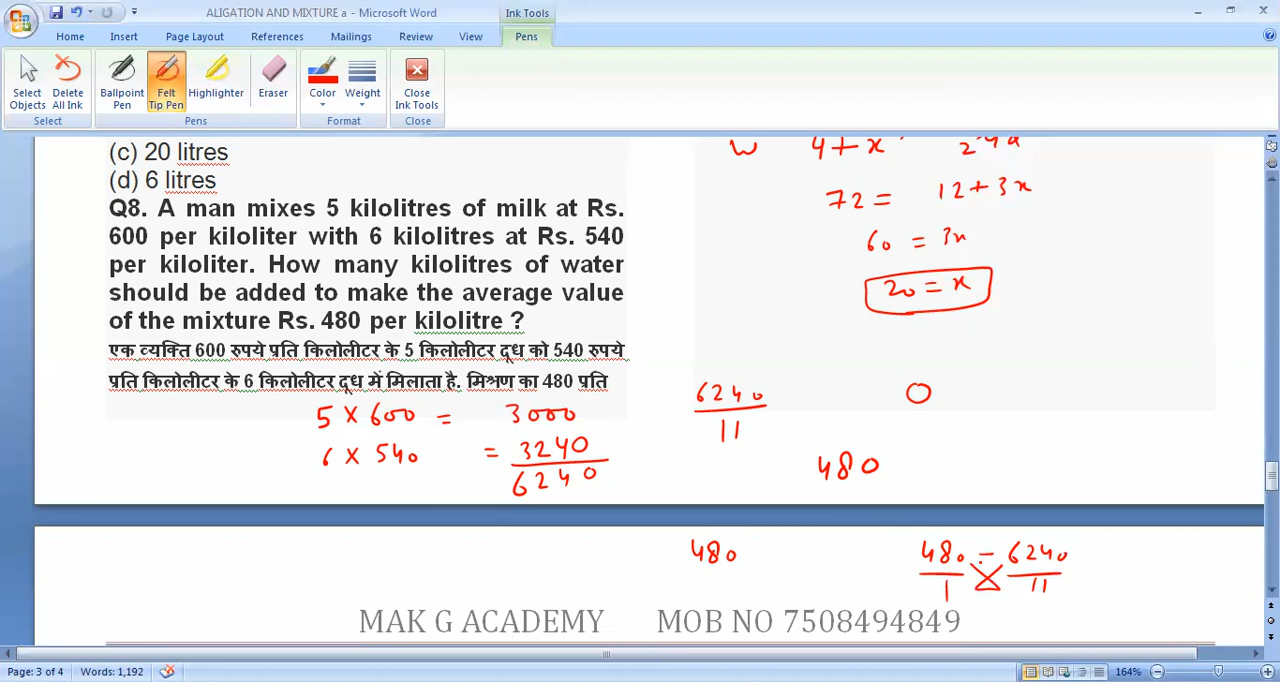 ALIGATION AND MIXTURE a - Microsoft Word
Ink Tools
Home Insert Page Layout References Mailings Review View Pens
Select Objects
Delete All Ink
Ballpoint Pen
Felt Tip Pen
Highlighter
Eraser
Color
Weight
Close Ink Tools
Select Pens Format Close
(c) 20 litres
(d) 6 litres
Q8. A man mixes 5 kilolitres of milk at Rs.
600 per kiloliter with 6 kilolitres at Rs. 540
per kiloliter. How many kilolitres of water
should be added to make the average value
of the mixture Rs. 480 per kilolitre ?
एक व्यक्ति 600 रुपये प्रति किलोलीटर के 5 किलोलीटर दूध को 540 रुपये
प्रति किलोलीटर के 6 किलोलीटर दूध में मिलाता है. मिश्रण का 480 प्रति
5 × 600 = 3000
6 × 540 = 3240
6240
W 4+x
72 = 12+3x
60 = 3x
20 = x
6240
11
0
480
480
480 - 6240
1 11
MAK G ACADEMY MOB NO 7508494849
Page: 3 of 4 Words: 1,192 164%